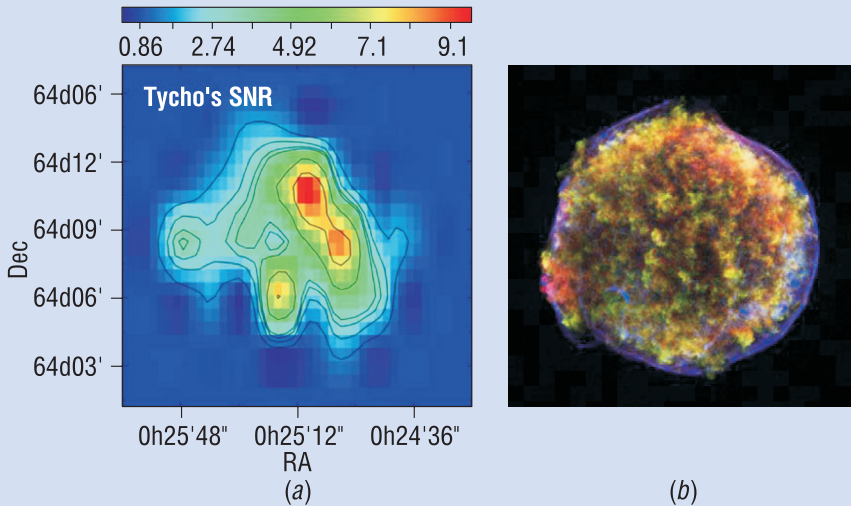 0.86 2.74 4.92 7.1 9.1
Tycho's SNR
64d06'
64d12'
64d09'
64d06'
64d03'
Dec
0h25'48" 0h25'12" 0h24'36"
RA
(a) (b)